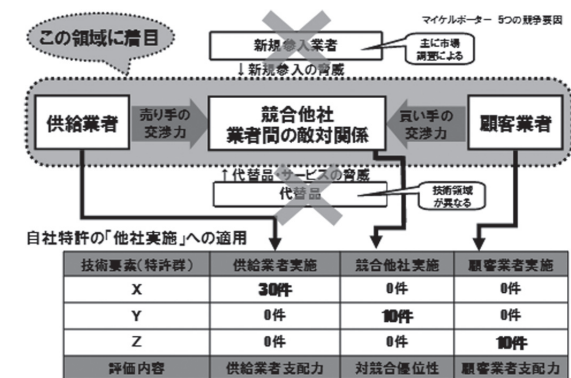 マイケルポーター 5つの競争要因
この領域に着目
新規参入業者
主に市場
調査による
↓新規参入の脅威
供給業者
売り手の
交渉力
競合他社
業者間の敵対関係
買い手の
交渉力
顧客業者
↑代替品・サービスの脅威
代替品
技術領域
が異なる
自社特許の「他社実施」への適用
技術要素(特許群) 供給業者実施 競合他社実施 顧客業者実施
X 30件 0件 0件
Y 0件 10件 0件
Z 0件 0件 10件
評価内容 供給業者支配力 対競合優位性 顧客業者支配力